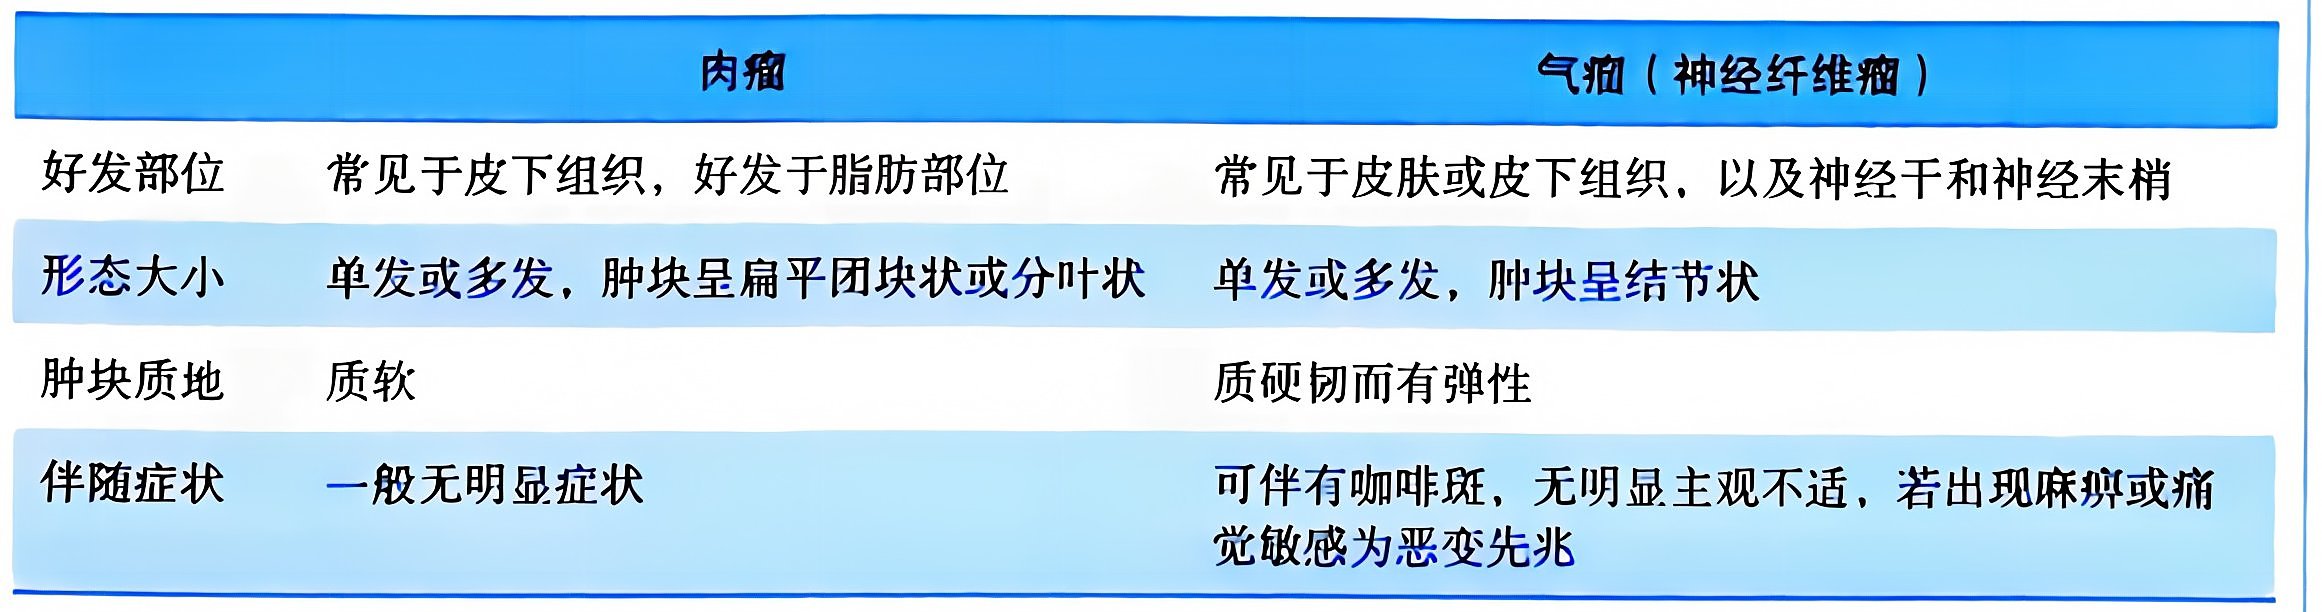 肉瘤 气瘤（神经纤维瘤）
好发部位 常见于皮下组织，好发于脂肪部位 常见于皮肤或皮下组织，以及神经干和神经末梢
形态大小 单发或多发，肿块呈扁平团块状或分叶状 单发或多发，肿块呈结节状
肿块质地 质软 质硬韧而有弹性
伴随症状 一般无明显症状 可伴有咖啡斑，无明显主观不适，若出现麻痹或痛
觉敏感为恶变先兆